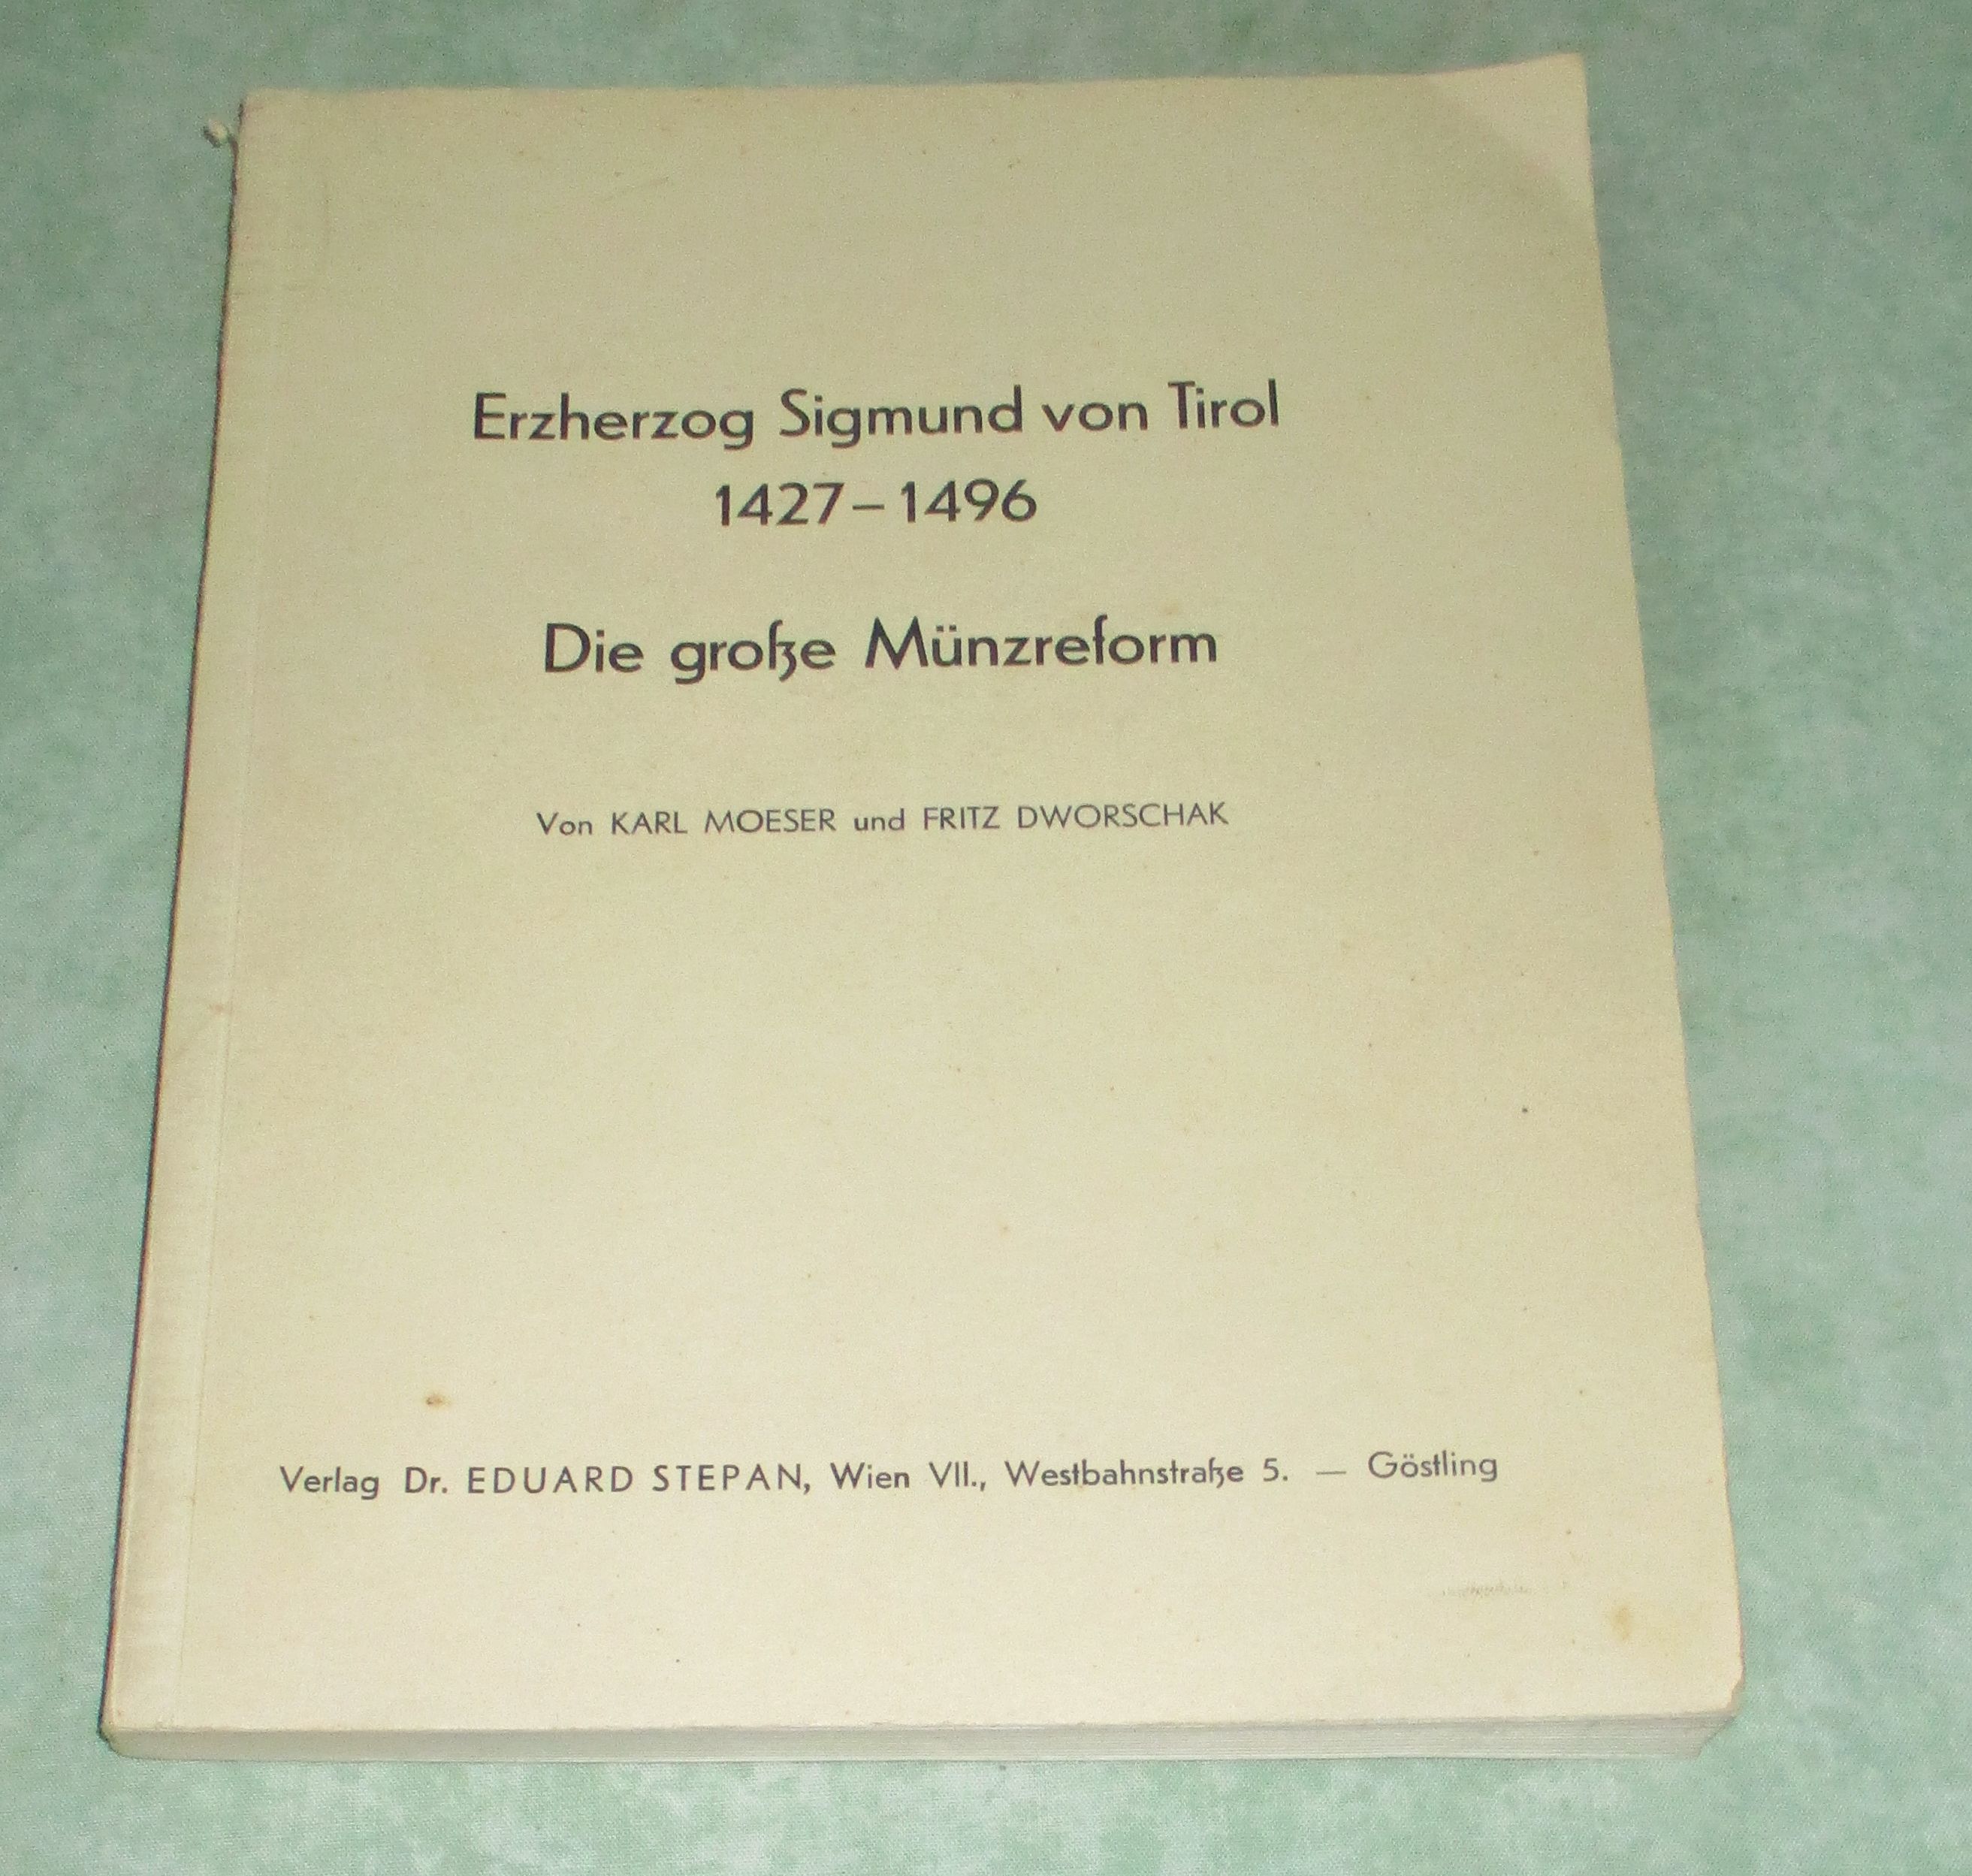 Erzherzog Sigmund von Tirol
1427–1496
Die große Münzreform
Von KARL MOESER und FRITZ DWORSCHAK
Verlag Dr. EDUARD STEPAN, Wien VII., Westbahnstraße 5. — Göstling